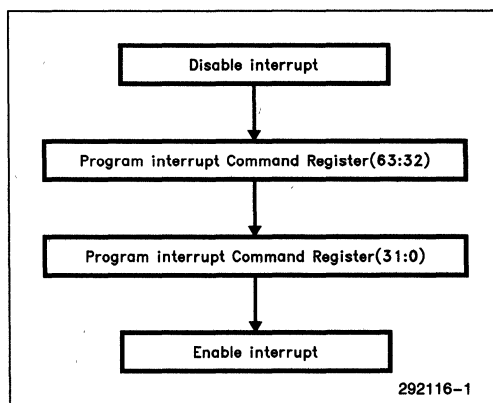 Disable interrupt
Program interrupt Command Register(63:32)
Program interrupt Command Register(31:0)
Enable interrupt
292116-1